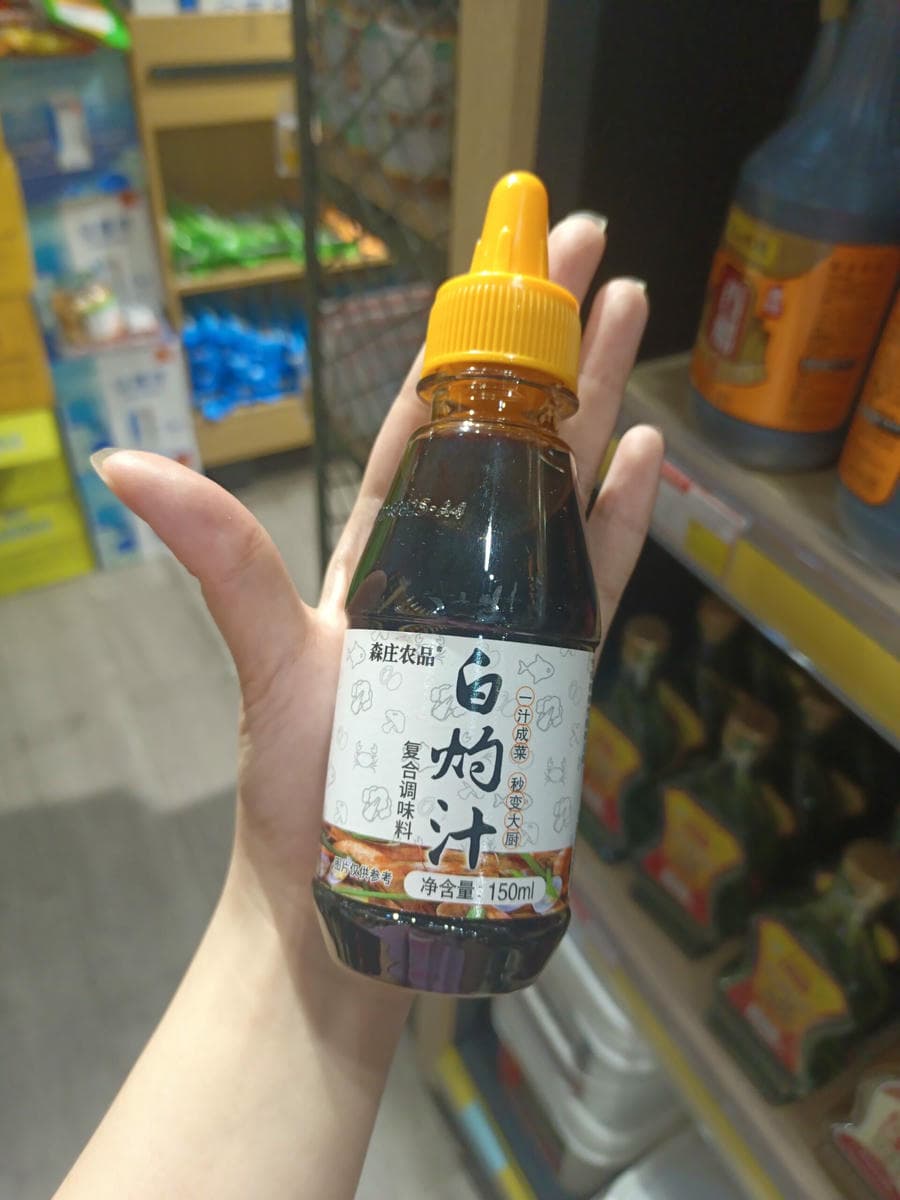 森庄农品
白灼汁
一汁成菜 秒变大厨
复合调味料
图片仅供参考
净含量：150ml